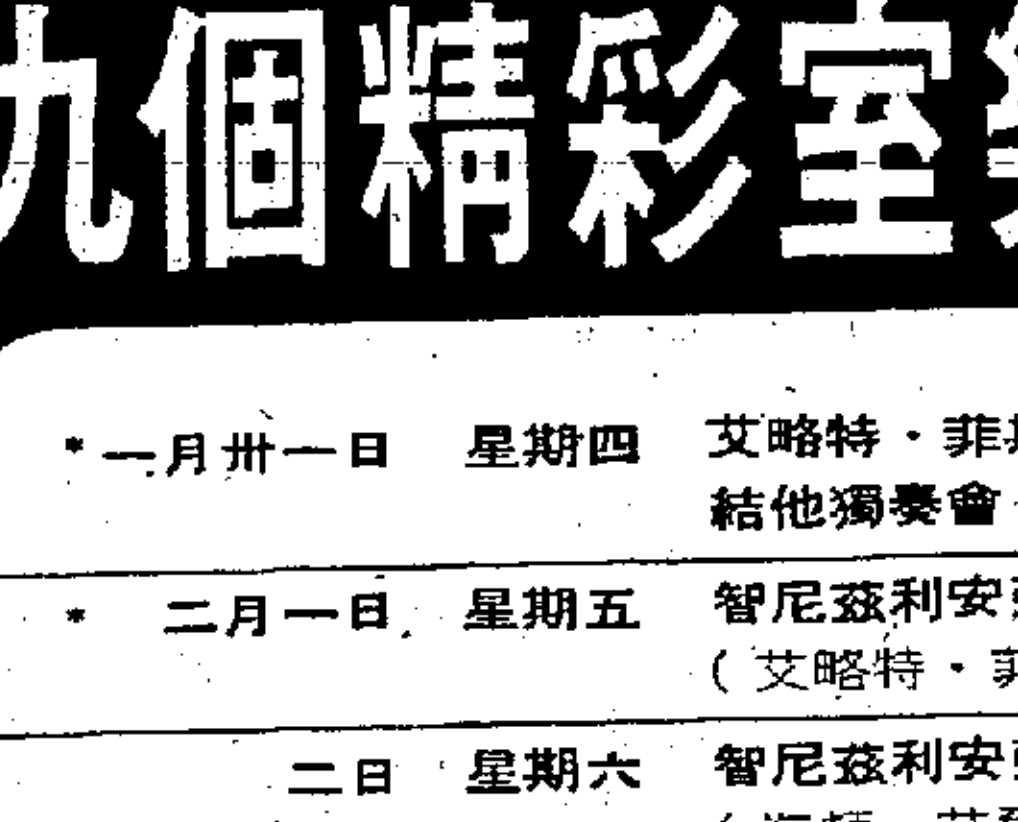 九個精彩室
*一月卅一日 星期四 艾略特・菲
結他獨奏會
* 二月一日 星期五 智尼茲利安
(艾略特・菲
二日 星期六 智尼茲利安